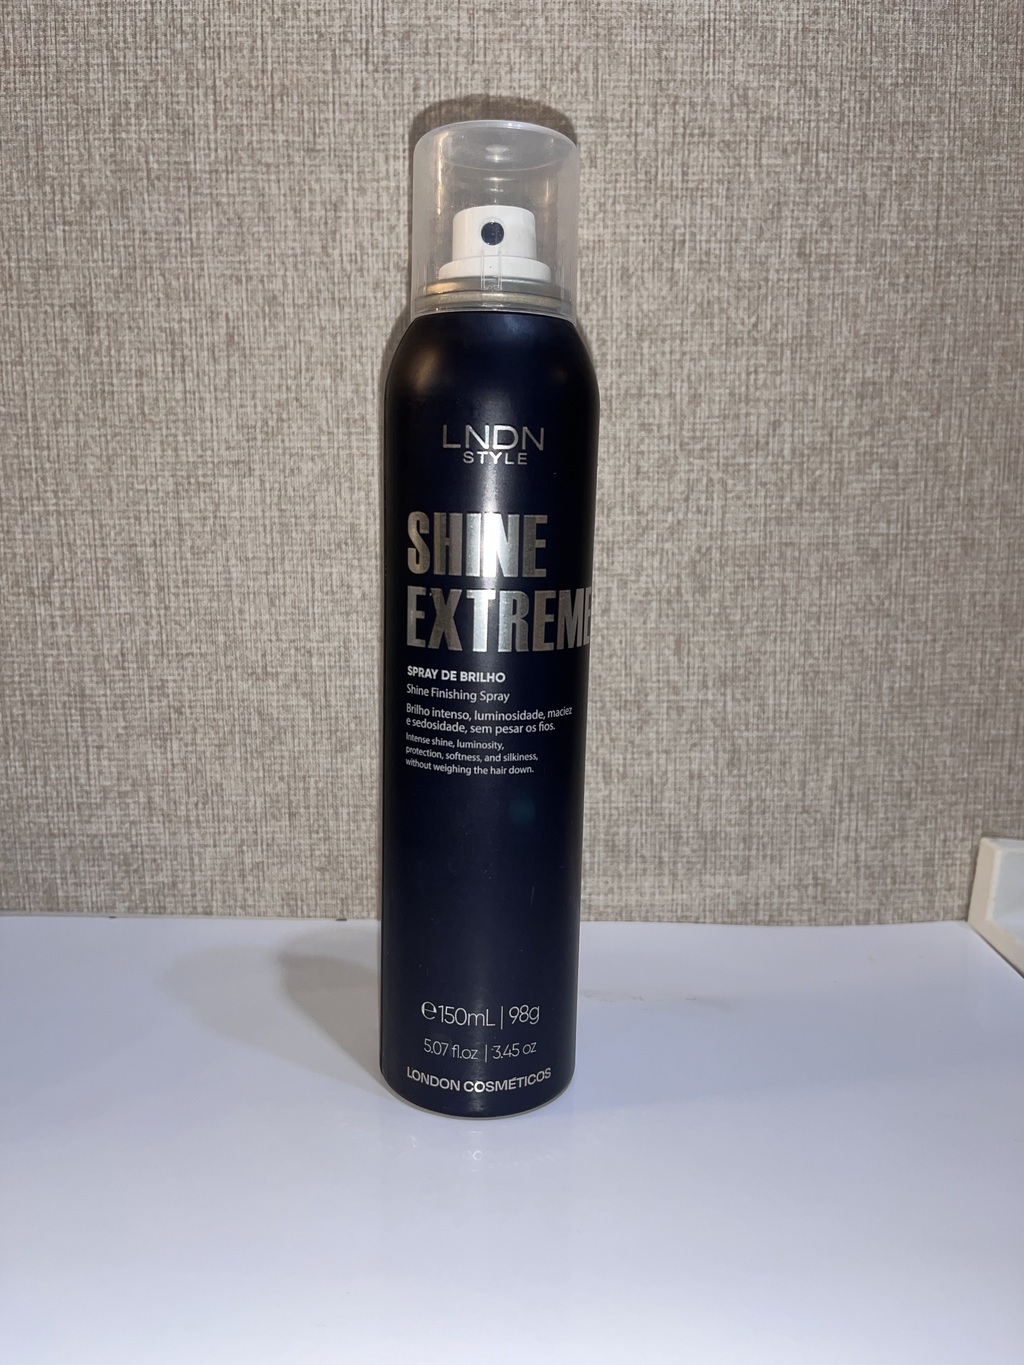 LNDN
STYLE
SHINE
EXTREME
SPRAY DE BRILHO
Shine Finishing Spray
Brilho intenso, luminosidade, maciez
e sedosidade, sem pesar os fios.
Intense shine, luminosity,
protection, softness, and silkiness,
without weighing the hair down.
℮150mL | 98g
5.07 fl.oz | 3.45 oz
LONDON COSMÉTICOS